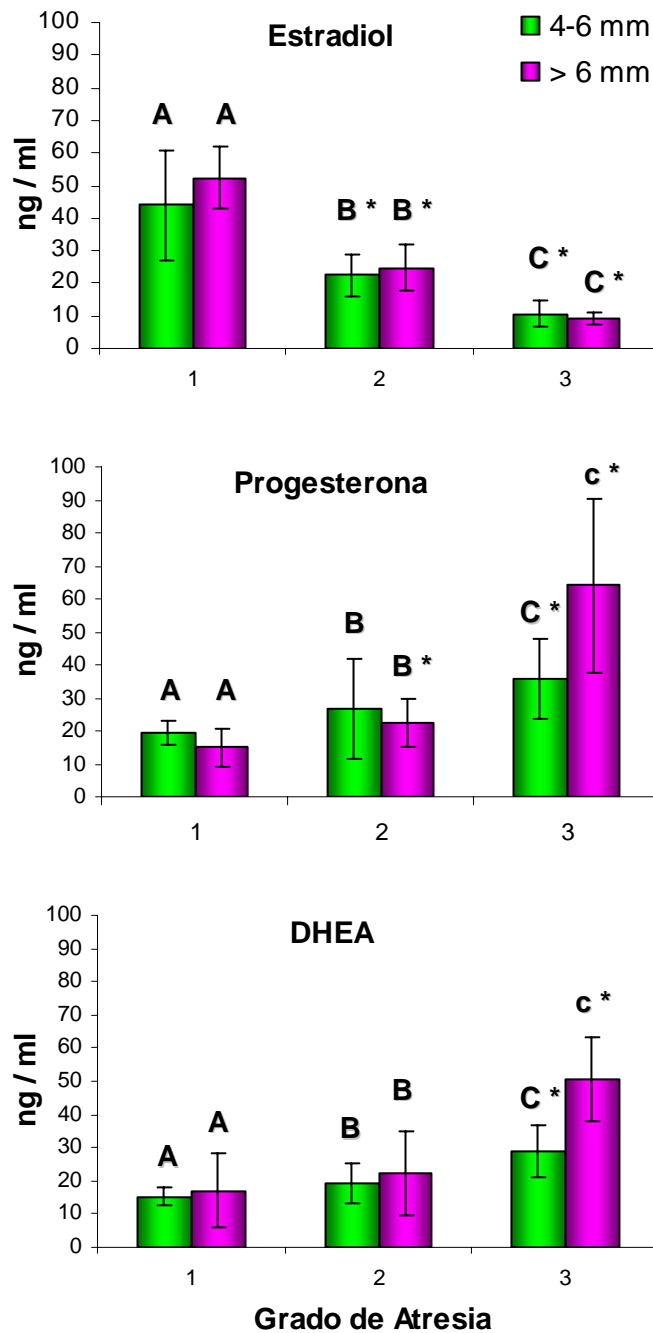 Estradiol
4-6 mm
> 6 mm
ng / ml
100
90
80
70
60
50
40
30
20
10
0
A A
B * B *
C * C *
1 2 3
Progesterona
ng / ml
100
90
80
70
60
50
40
30
20
10
0
A A
B B *
C * c *
1 2 3
DHEA
ng / ml
100
90
80
70
60
50
40
30
20
10
0
A A
B B
C * c *
1 2 3
Grado de Atresia